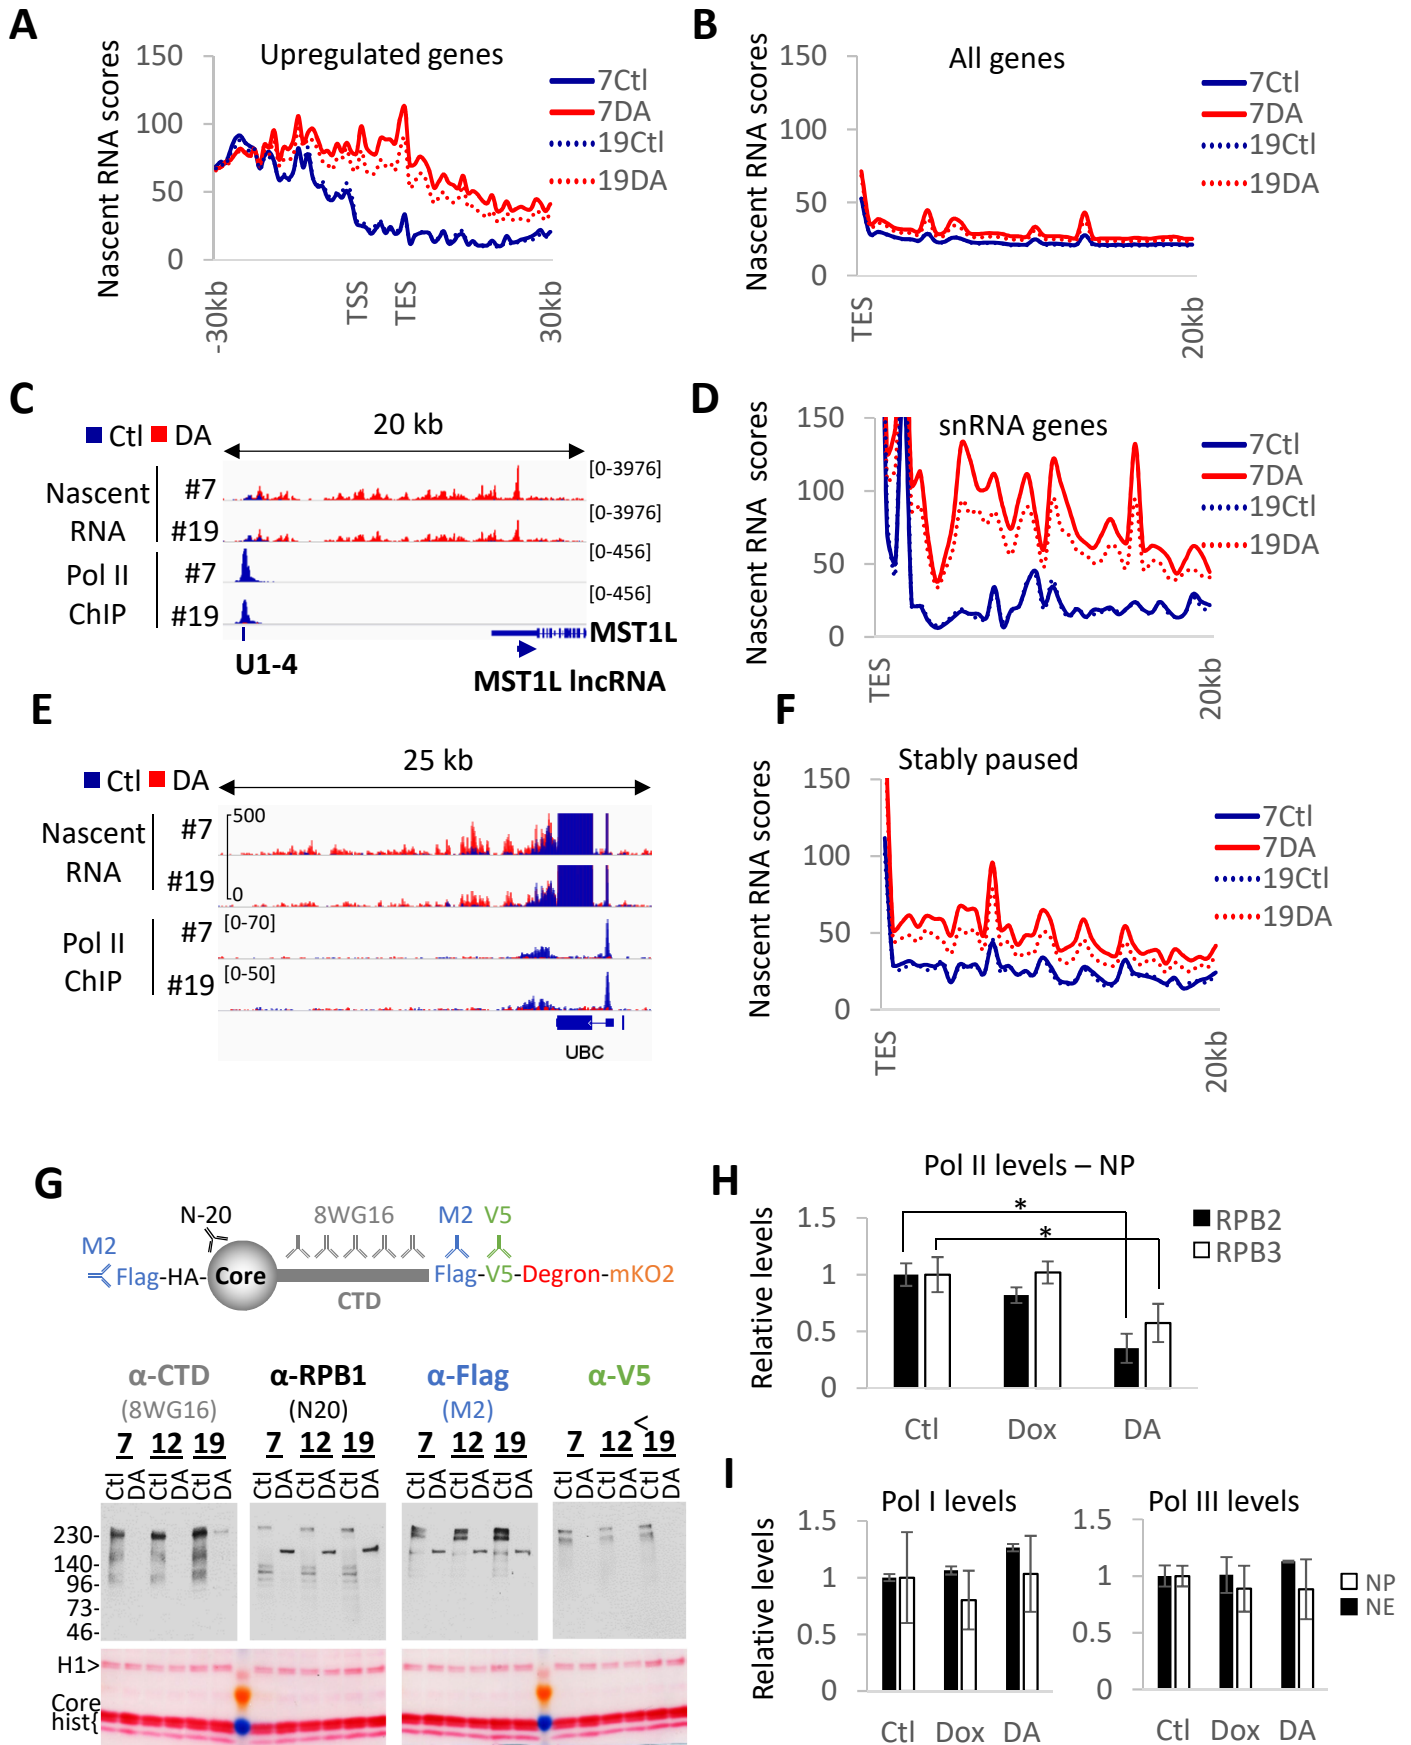 A
Upregulated genes
Nascent RNA scores
150
100
50
0
-30kb
TSS
TES
30kb
7Ctl
7DA
19Ctl
19DA
B
All genes
Nascent RNA scores
150
100
50
0
TES
20kb
7Ctl
7DA
19Ctl
19DA
C
Ctl DA
20 kb
Nascent RNA
#7
#19
Pol II ChIP
#7
#19
[0-3976]
[0-3976]
[0-456]
[0-456]
MST1L
U1-4
MST1L lncRNA
D
snRNA genes
Nascent RNA scores
150
100
50
0
TES
20kb
7Ctl
7DA
19Ctl
19DA
E
Ctl DA
25 kb
Nascent RNA
#7
#19
500
0
Pol II ChIP
#7
#19
[0-70]
[0-50]
UBC
F
Stably paused
Nascent RNA scores
150
100
50
0
TES
20kb
7Ctl
7DA
19Ctl
19DA
G
N-20 8WG16 M2 V5
M2
Flag-HA- Core Flag-V5-Degron-mKO2
CTD
α-CTD α-RPB1 α-Flag α-V5
(8WG16) (N20) (M2)
<
7 12 19 7 12 19 7 12 19 7 12 19
Ctl DA Ctl DA Ctl DA Ctl DA Ctl DA Ctl DA Ctl DA Ctl DA Ctl DA Ctl DA Ctl DA Ctl DA
230-
140-
96-
73-
46-
H1>
Core
hist{
H
Pol II levels – NP
Relative levels
1.5
1
0.5
0
* *
Ctl Dox DA
RPB2
RPB3
I
Pol I levels
Relative levels
1.5
1
0.5
0
Ctl Dox DA
Pol III levels
1.5
1
0.5
0
Ctl Dox DA
NP
NE